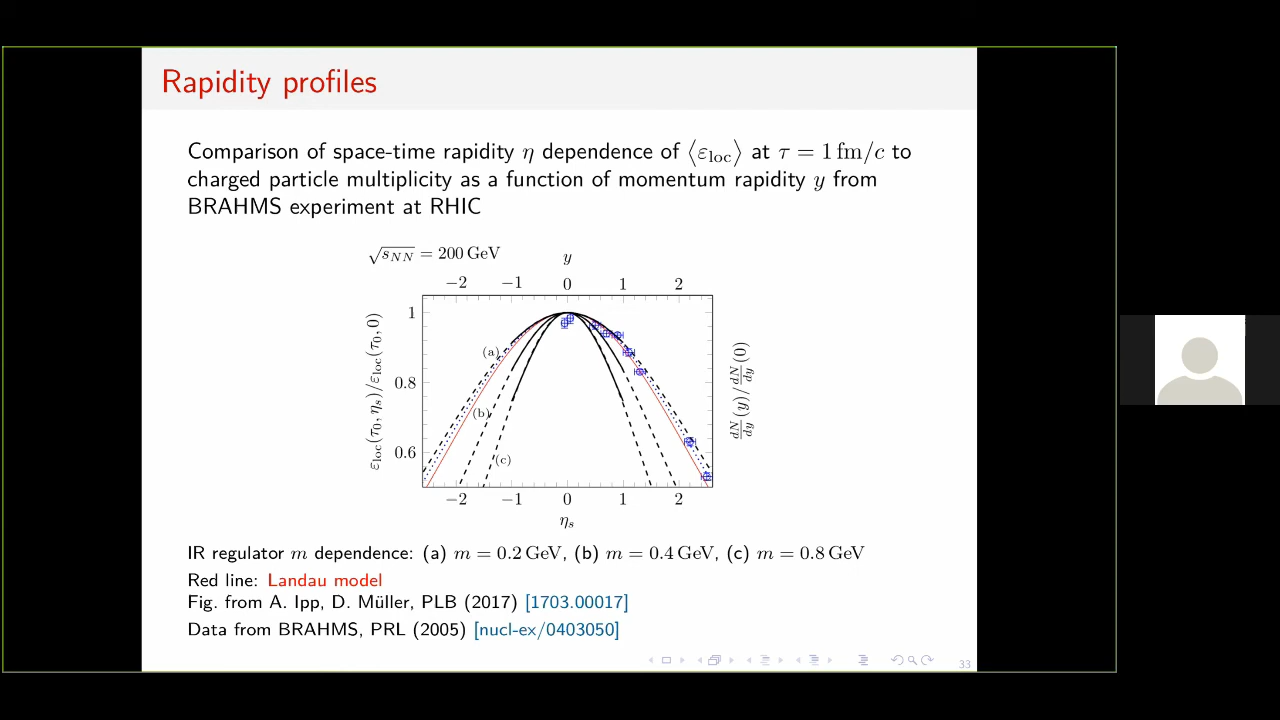 Rapidity profiles
Comparison of space-time rapidity η dependence of ⟨ε_loc⟩ at τ = 1 fm/c to
charged particle multiplicity as a function of momentum rapidity y from
BRAHMS experiment at RHIC
√s_NN = 200 GeV
y
−2 −1 0 1 2
1
0.8
0.6
ε_loc(τ_0, η_s)/ε_loc(τ_0, 0)
(a)
(b)
(c)
dN/dy (y)/ dN/dy (0)
−2 −1 0 1 2
η_s
IR regulator m dependence: (a) m = 0.2 GeV, (b) m = 0.4 GeV, (c) m = 0.8 GeV
Red line: Landau model
Fig. from A. Ipp, D. Müller, PLB (2017) [1703.00017]
Data from BRAHMS, PRL (2005) [nucl-ex/0403050]
33